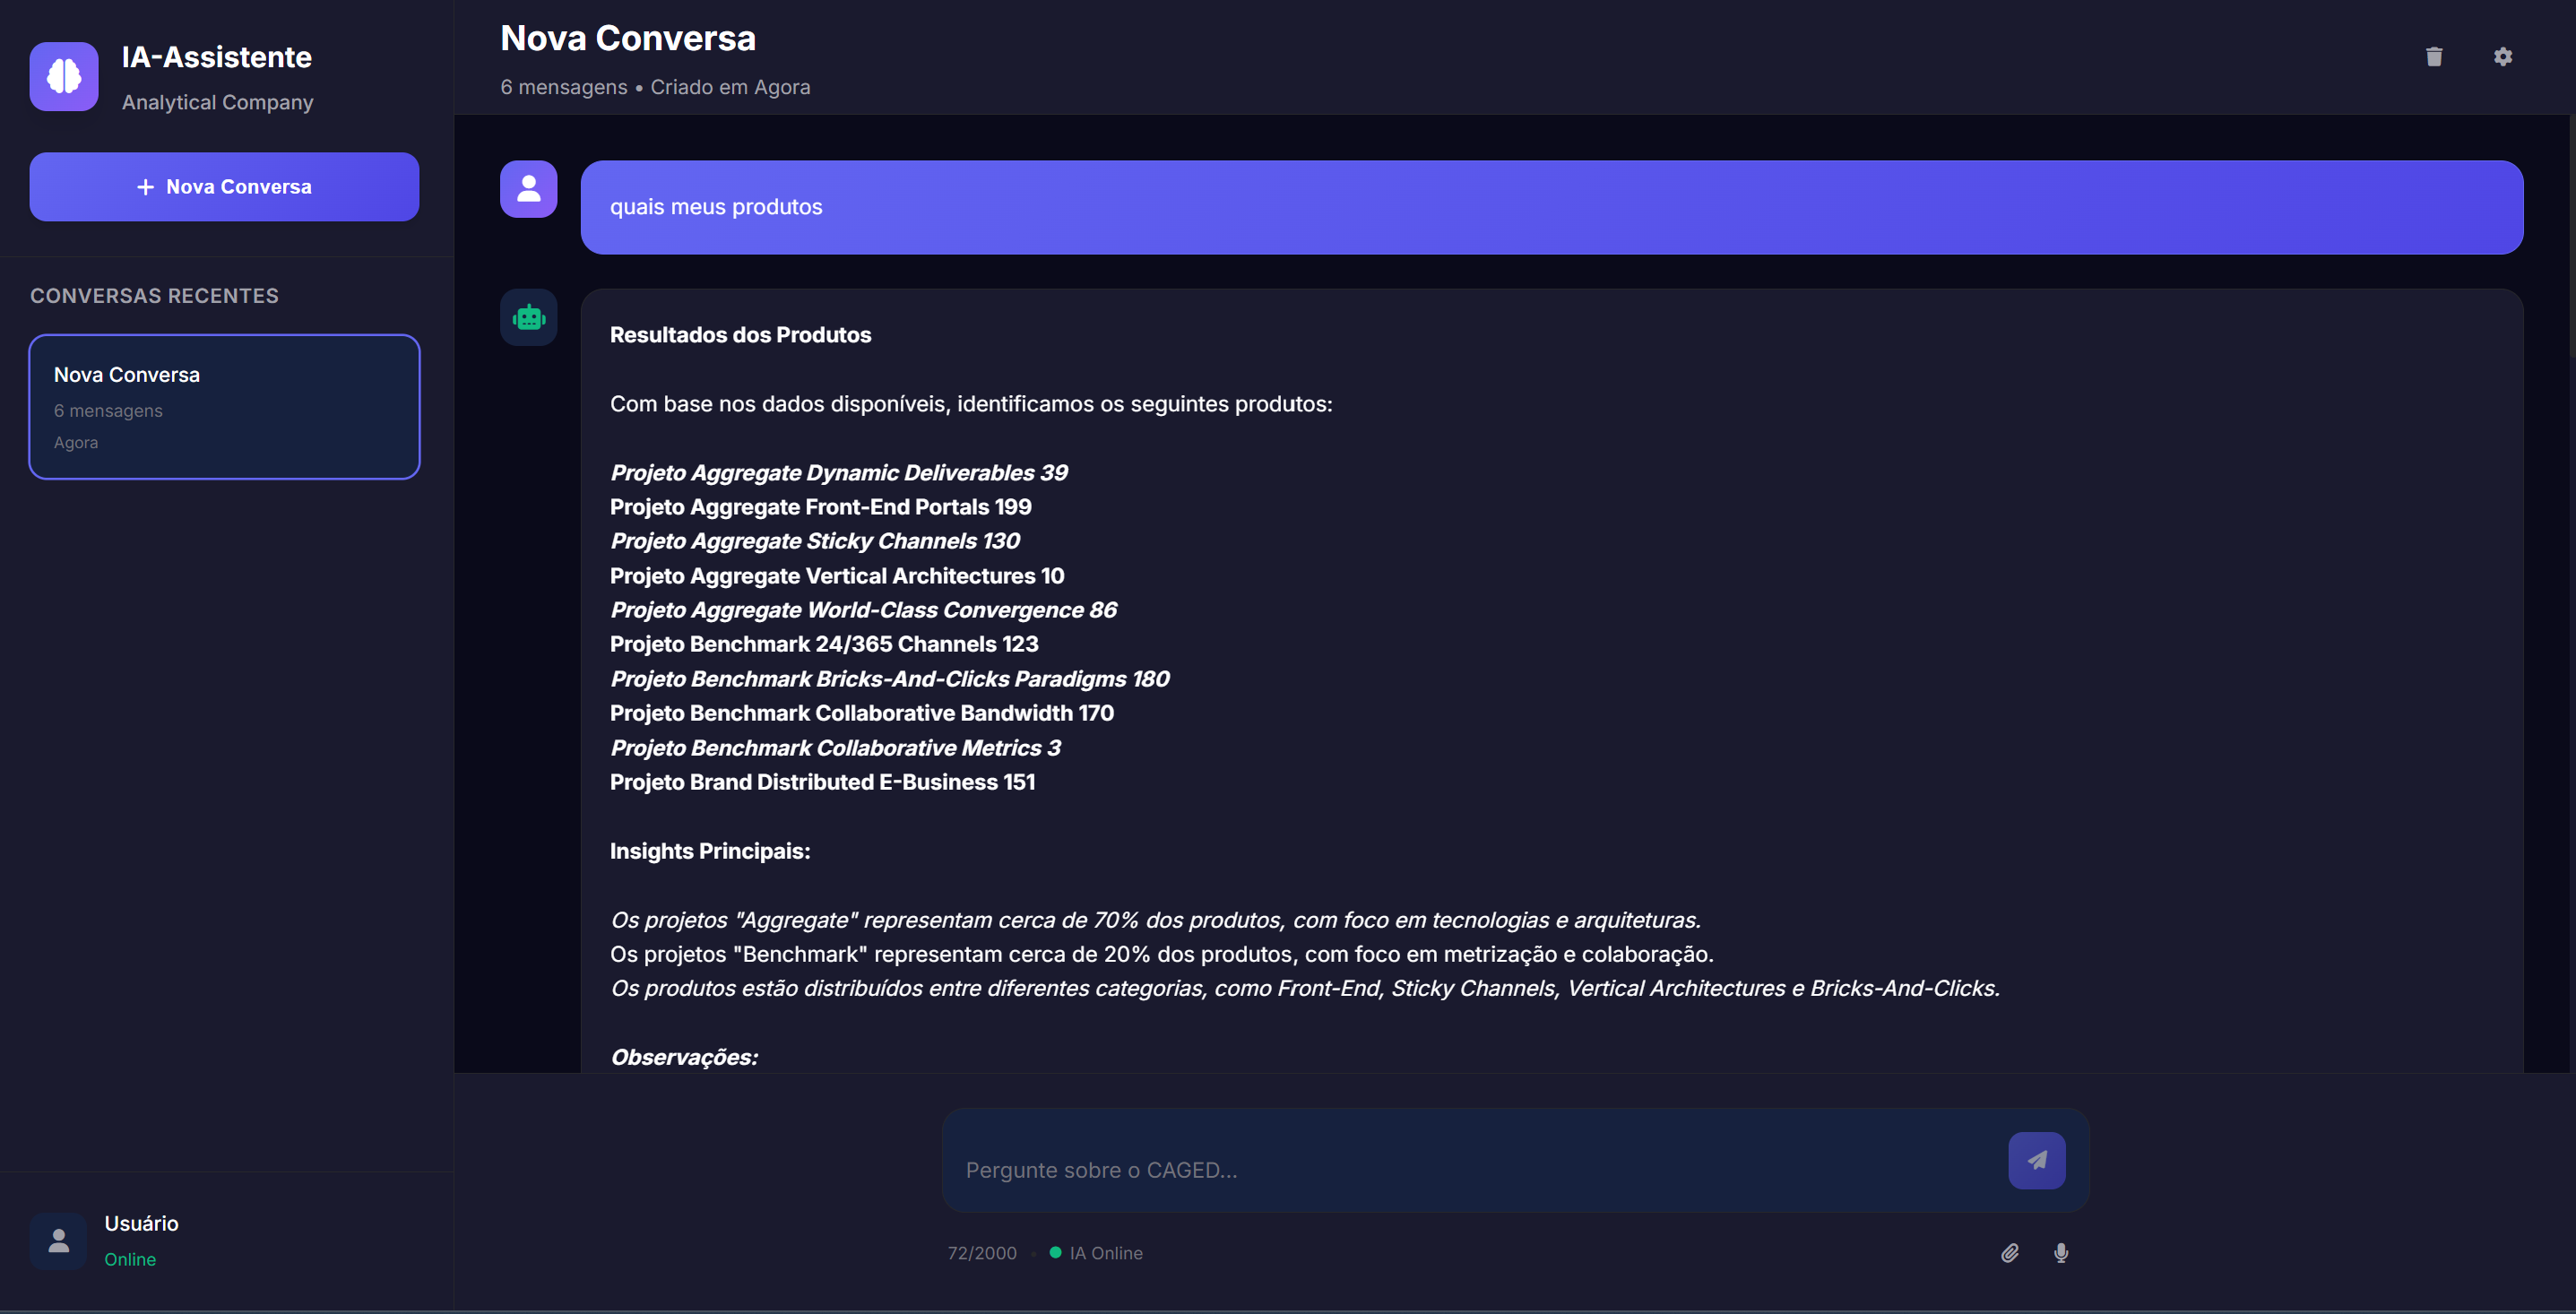 IA-Assistente
Analytical Company
Nova Conversa
CONVERSAS RECENTES
Nova Conversa
6 mensagens
Agora
Usuário
Online
Nova Conversa
6 mensagens • Criado em Agora
quais meus produtos
Resultados dos Produtos
Com base nos dados disponíveis, identificamos os seguintes produtos:
Projeto Aggregate Dynamic Deliverables 39
Projeto Aggregate Front-End Portals 199
Projeto Aggregate Sticky Channels 130
Projeto Aggregate Vertical Architectures 10
Projeto Aggregate World-Class Convergence 86
Projeto Benchmark 24/365 Channels 123
Projeto Benchmark Bricks-And-Clicks Paradigms 180
Projeto Benchmark Collaborative Bandwidth 170
Projeto Benchmark Collaborative Metrics 3
Projeto Brand Distributed E-Business 151
Insights Principais:
Os projetos "Aggregate" representam cerca de 70% dos produtos, com foco em tecnologias e arquiteturas.
Os projetos "Benchmark" representam cerca de 20% dos produtos, com foco em metrização e colaboração.
Os produtos estão distribuídos entre diferentes categorias, como Front-End, Sticky Channels, Vertical Architectures e Bricks-And-Clicks.
Observações:
Pergunte sobre o CAGED...
72/2000 • IA Online